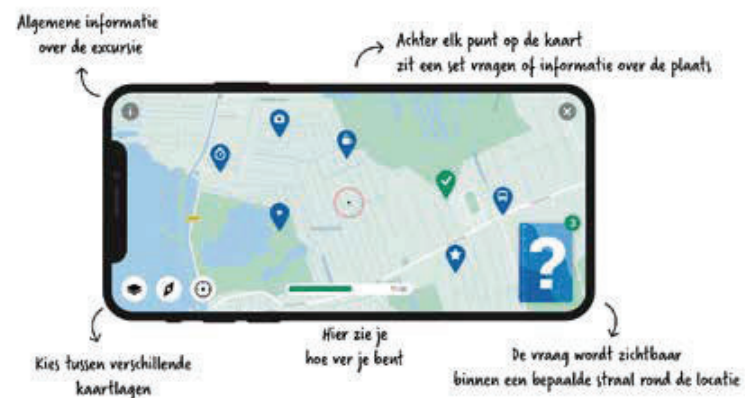 Algemene informatie
over de excursie
Achter elk punt op de kaart
zit een set vragen of informatie over de plaats
i
3
?
Kies tussen verschillende
kaartlagen
Hier zie je
hoe ver je bent
De vraag wordt zichtbaar
binnen een bepaalde straal rond de locatie